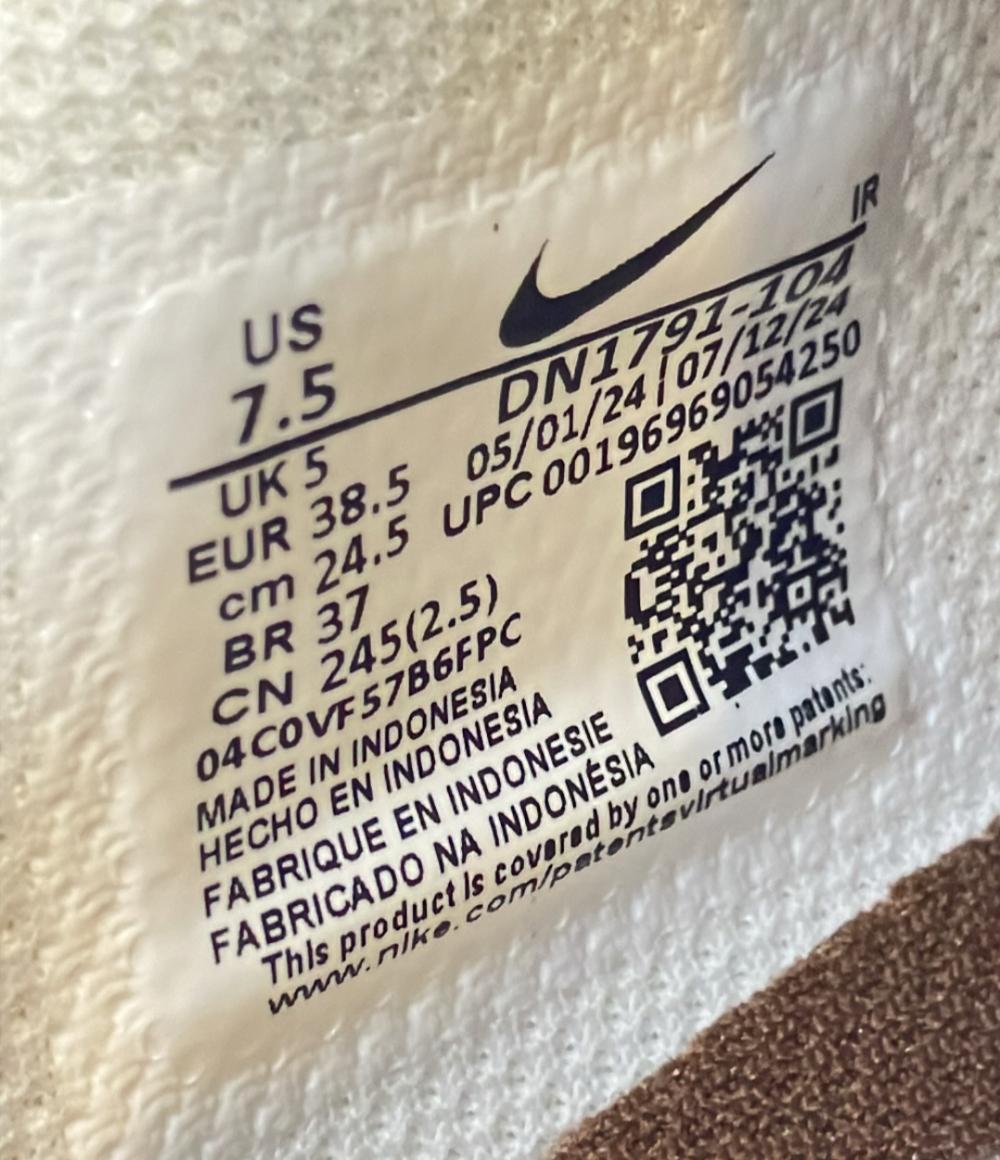 IR
US
7.5
DN1791-104
05/01/24 | 07/12/24
UPC 00196969054250
UK 5
EUR 38.5
cm 24.5
BR 37
CN 245(2.5)
04C0VF57B6FPC
MADE IN INDONESIA
HECHO EN INDONESIA
FABRIQUE EN INDONESIE
FABRICADO NA INDONÉSIA
This product is covered by one or more patents:
www.nike.com/patentsvirtualmarking